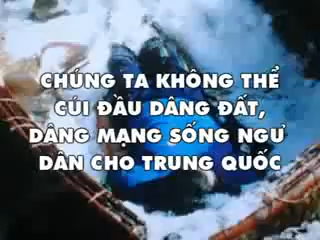 CHÚNG TA KHÔNG THỂ
CÚI ĐẦU DÂNG ĐẤT,
DÂNG MẠNG SỐNG NGƯ
DÂN CHO TRUNG QUỐC